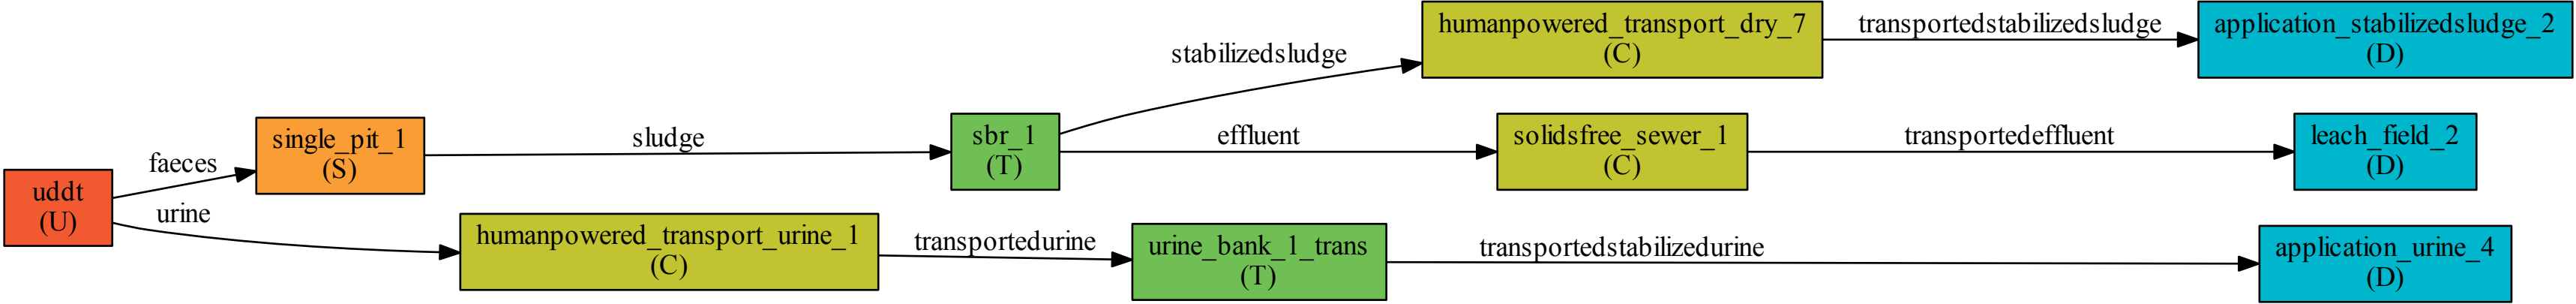 humanpowered_transport_dry_7
(C)
transportedstabilizedsludge
application_stabilizedsludge_2
(D)
stabilizedsludge
single_pit_1
(S)
sludge
sbr_1
(T)
effluent
solidsfree_sewer_1
(C)
transportedeffluent
leach_field_2
(D)
faeces
uddt
(U)
urine
humanpowered_transport_urine_1
(C)
transportedurine
urine_bank_1_trans
(T)
transportedstabilizedurine
application_urine_4
(D)